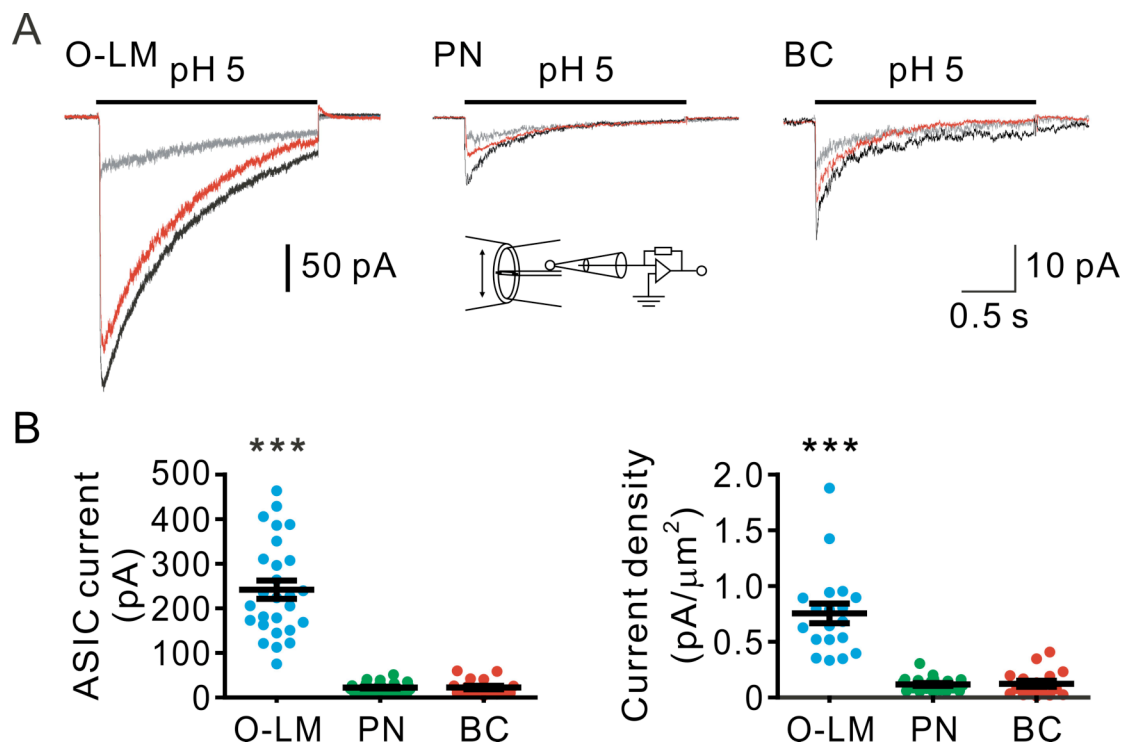 A
O-LM pH 5
PN pH 5
BC pH 5
50 pA
10 pA
0.5 s
B
***
ASIC current
(pA)
500
400
300
200
100
0
O-LM PN BC
***
Current density
(pA/μm²)
2.0
1.5
1.0
0.5
0
O-LM PN BC